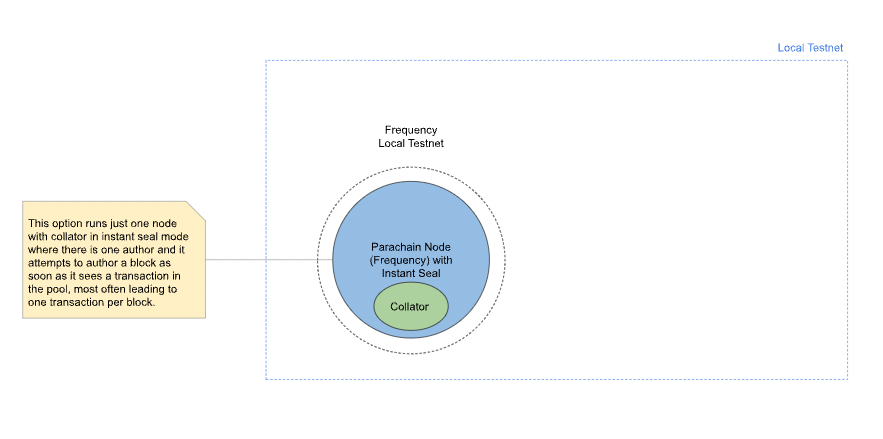 Local Testnet
Frequency
Local Testnet
This option runs just one node
with collator in instant seal mode
where there is one author and it
attempts to author a block as
soon as it sees a transaction in
the pool, most often leading to
one transaction per block.
Parachain Node
(Frequency) with
Instant Seal
Collator